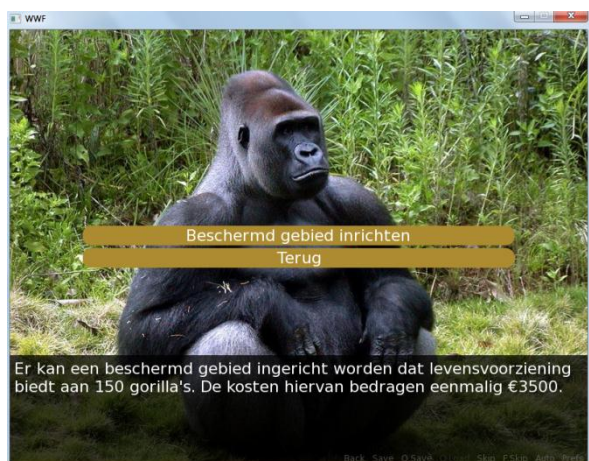 WWF
Beschermd gebied inrichten
Terug
Er kan een beschermd gebied ingericht worden dat levensvoorziening
biedt aan 150 gorilla's. De kosten hiervan bedragen eenmalig €3500.
Back Save Q.Save Q.Load Skip F.Skip Auto Prefs